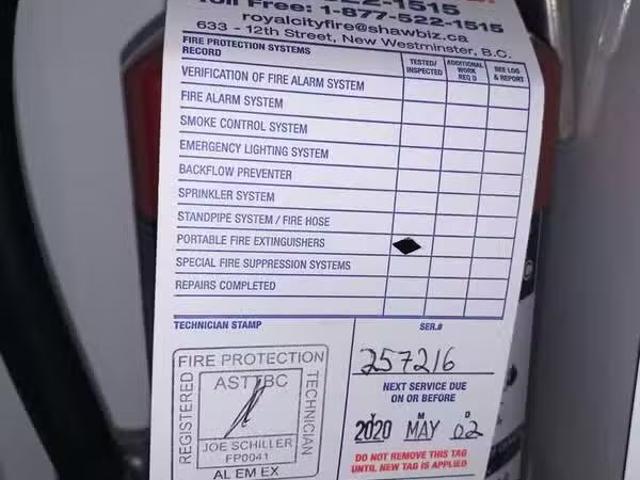 Toll Free: 1-877-522-1515
royalcityfire@shawbiz.ca
633 - 12th Street, New Westminster, B.C.
FIRE PROTECTION SYSTEMS
RECORD
TESTED/
INSPECTED
ADDITIONAL
WORK
REQ'D
SEE LOG
& REPORT
VERIFICATION OF FIRE ALARM SYSTEM
FIRE ALARM SYSTEM
SMOKE CONTROL SYSTEM
EMERGENCY LIGHTING SYSTEM
BACKFLOW PREVENTER
SPRINKLER SYSTEM
STANDPIPE SYSTEM / FIRE HOSE
PORTABLE FIRE EXTINGUISHERS
SPECIAL FIRE SUPPRESSION SYSTEMS
REPAIRS COMPLETED
TECHNICIAN STAMP
FIRE PROTECTION
REGISTERED
TECHNICIAN
ASTTBC
JOE SCHILLER
FP0041
AL EM EX
SER.#
257216
NEXT SERVICE DUE
ON OR BEFORE
Y M D
2020 MAY 02
DO NOT REMOVE THIS TAG
UNTIL NEW TAG IS APPLIED